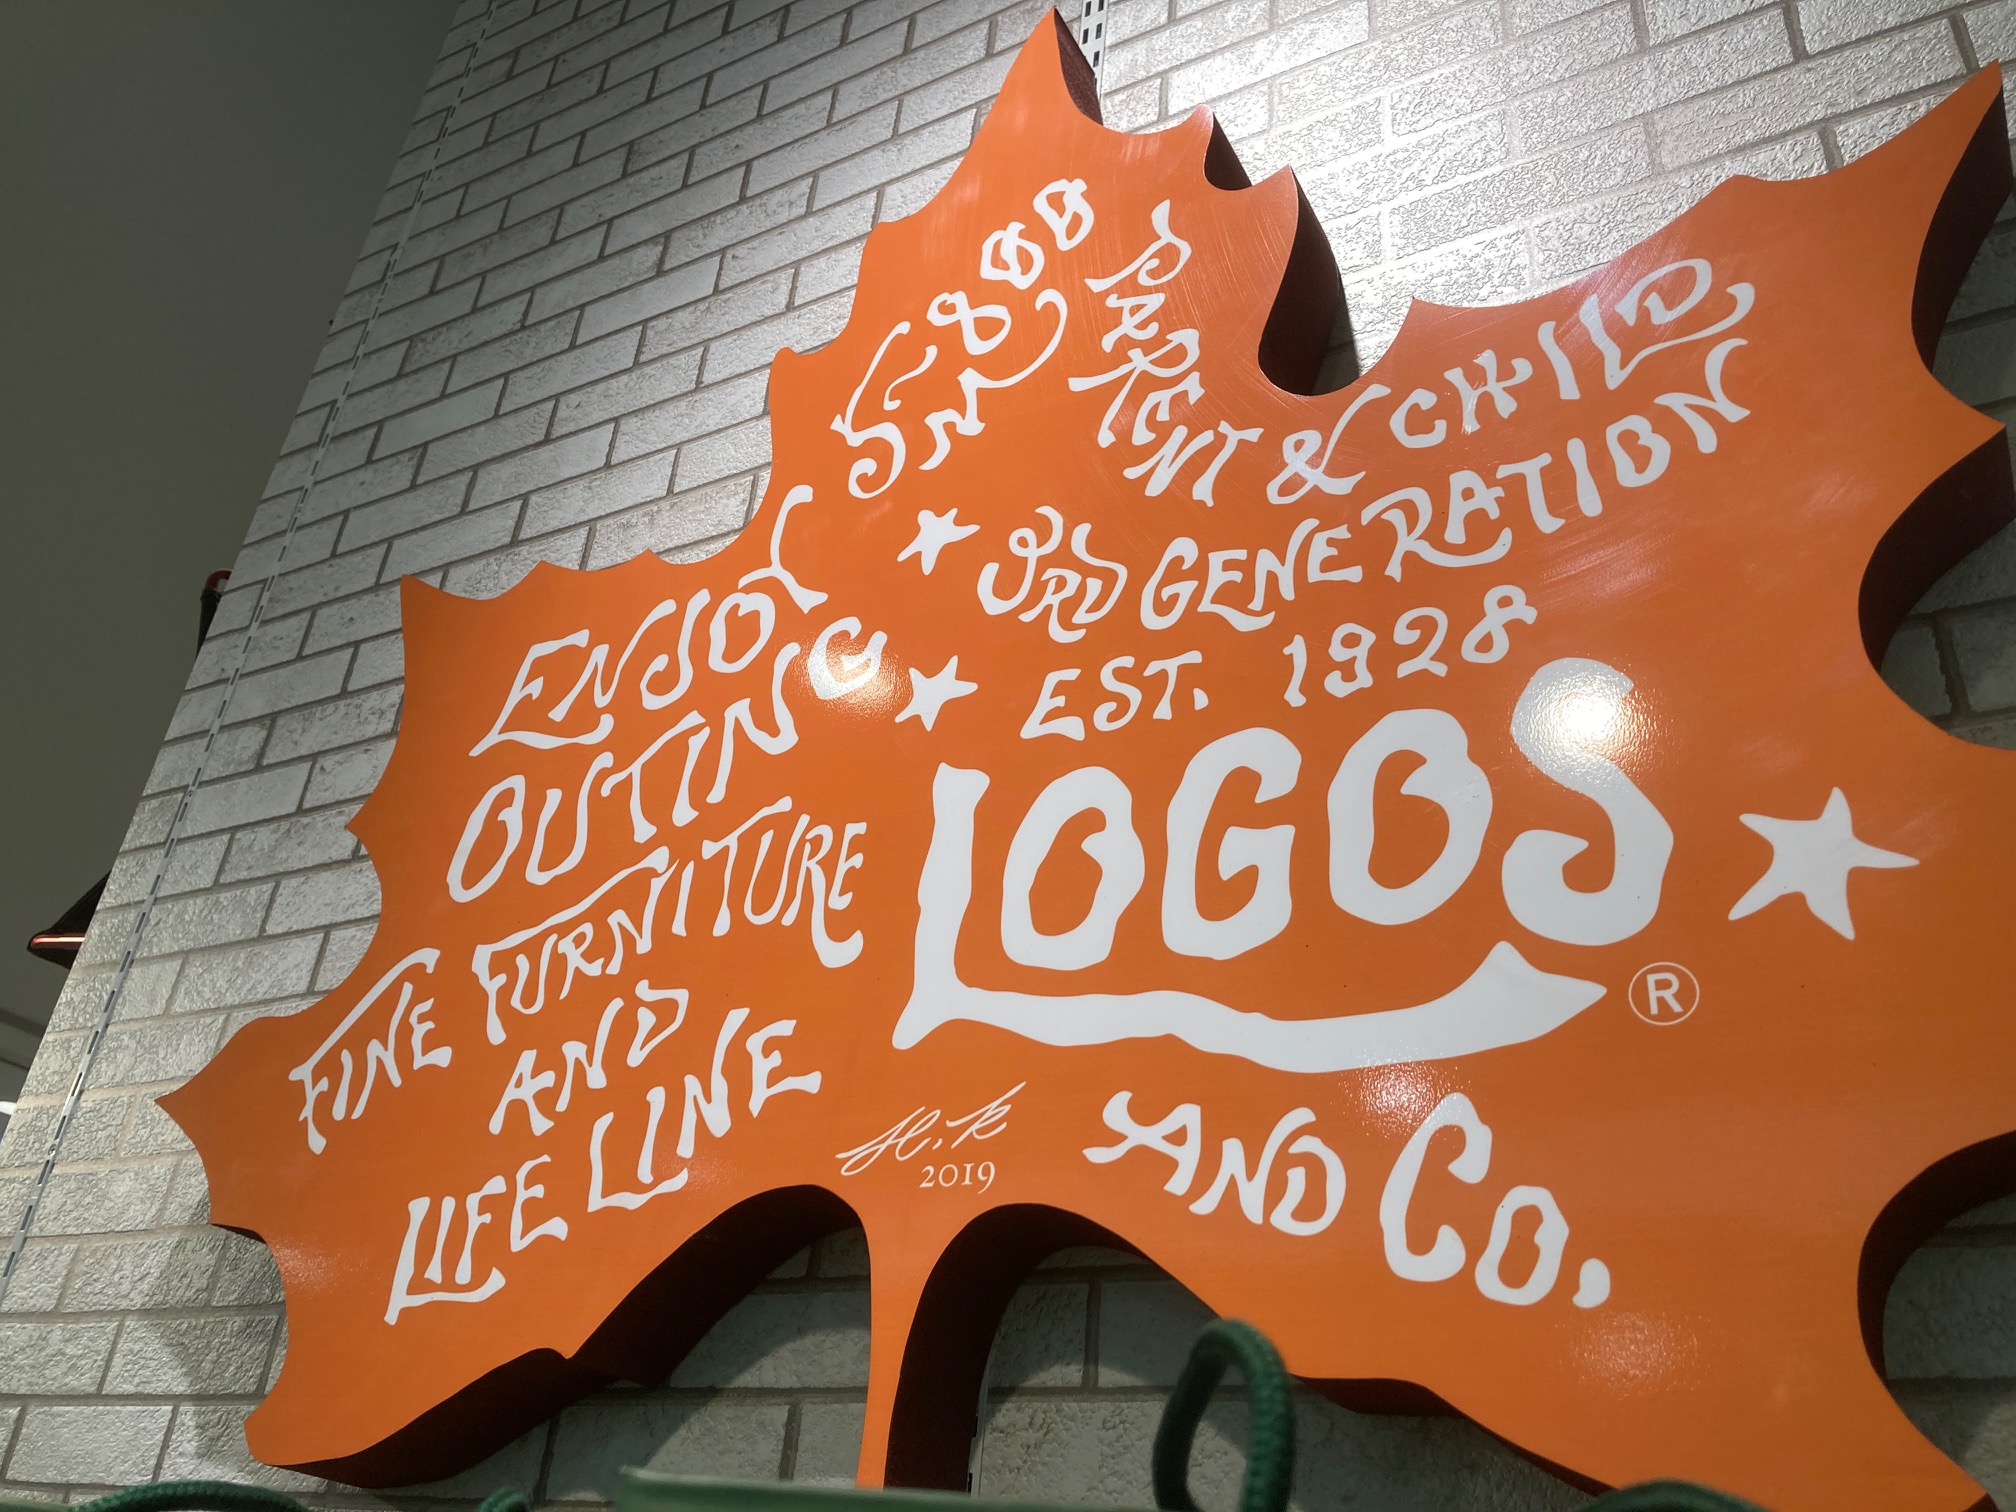 PARENT & CHILD
3RD GENERATION
EST. 1928
LOGOS
®
AND CO.
ENJOY
OUTING
FINE FURNITURE
AND
LIFE LINE
H.K
2019